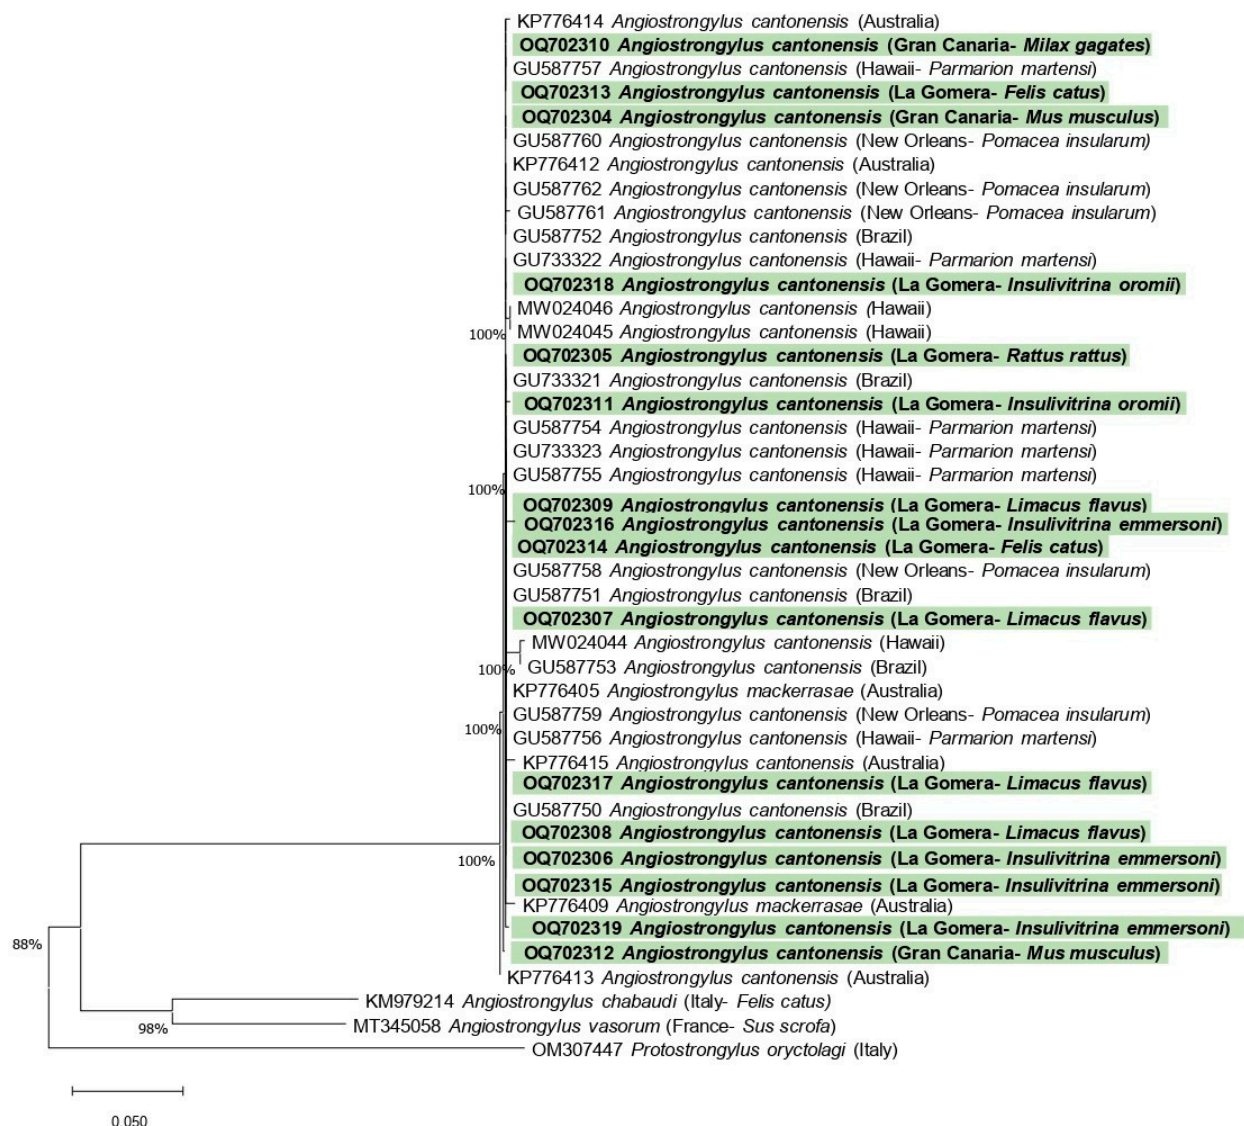 KP776414 Angiostrongylus cantonensis (Australia)
OQ702310 Angiostrongylus cantonensis (Gran Canaria- Milax gagates)
GU587757 Angiostrongylus cantonensis (Hawaii- Parmarion martensi)
OQ702313 Angiostrongylus cantonensis (La Gomera- Felis catus)
OQ702304 Angiostrongylus cantonensis (Gran Canaria- Mus musculus)
GU587760 Angiostrongylus cantonensis (New Orleans- Pomacea insularum)
KP776412 Angiostrongylus cantonensis (Australia)
GU587762 Angiostrongylus cantonensis (New Orleans- Pomacea insularum)
GU587761 Angiostrongylus cantonensis (New Orleans- Pomacea insularum)
GU587752 Angiostrongylus cantonensis (Brazil)
GU733322 Angiostrongylus cantonensis (Hawaii- Parmarion martensi)
OQ702318 Angiostrongylus cantonensis (La Gomera- Insulivitrina oromii)
MW024046 Angiostrongylus cantonensis (Hawaii)
100%
MW024045 Angiostrongylus cantonensis (Hawaii)
OQ702305 Angiostrongylus cantonensis (La Gomera- Rattus rattus)
GU733321 Angiostrongylus cantonensis (Brazil)
OQ702311 Angiostrongylus cantonensis (La Gomera- Insulivitrina oromii)
GU587754 Angiostrongylus cantonensis (Hawaii- Parmarion martensi)
GU733323 Angiostrongylus cantonensis (Hawaii- Parmarion martensi)
GU587755 Angiostrongylus cantonensis (Hawaii- Parmarion martensi)
100%
OQ702309 Angiostrongylus cantonensis (La Gomera- Limacus flavus)
OQ702316 Angiostrongylus cantonensis (La Gomera- Insulivitrina emmersoni)
OQ702314 Angiostrongylus cantonensis (La Gomera- Felis catus)
GU587758 Angiostrongylus cantonensis (New Orleans- Pomacea insularum)
GU587751 Angiostrongylus cantonensis (Brazil)
OQ702307 Angiostrongylus cantonensis (La Gomera- Limacus flavus)
MW024044 Angiostrongylus cantonensis (Hawaii)
100%
GU587753 Angiostrongylus cantonensis (Brazil)
KP776405 Angiostrongylus mackerrasae (Australia)
GU587759 Angiostrongylus cantonensis (New Orleans- Pomacea insularum)
100%
GU587756 Angiostrongylus cantonensis (Hawaii- Parmarion martensi)
KP776415 Angiostrongylus cantonensis (Australia)
OQ702317 Angiostrongylus cantonensis (La Gomera- Limacus flavus)
GU587750 Angiostrongylus cantonensis (Brazil)
OQ702308 Angiostrongylus cantonensis (La Gomera- Limacus flavus)
100%
OQ702306 Angiostrongylus cantonensis (La Gomera- Insulivitrina emmersoni)
OQ702315 Angiostrongylus cantonensis (La Gomera- Insulivitrina emmersoni)
KP776409 Angiostrongylus mackerrasae (Australia)
OQ702319 Angiostrongylus cantonensis (La Gomera- Insulivitrina emmersoni)
88%
OQ702312 Angiostrongylus cantonensis (Gran Canaria- Mus musculus)
KP776413 Angiostrongylus cantonensis (Australia)
KM979214 Angiostrongylus chabaudi (Italy- Felis catus)
98%
MT345058 Angiostrongylus vasorum (France- Sus scrofa)
OM307447 Protostrongylus oryctolagi (Italy)
0.050